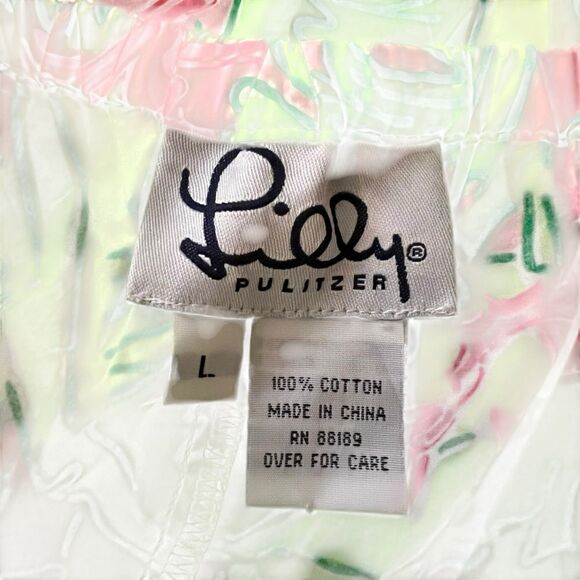 Lilly®
PULITZER
L
100% COTTON
MADE IN CHINA
RN 88189
OVER FOR CARE